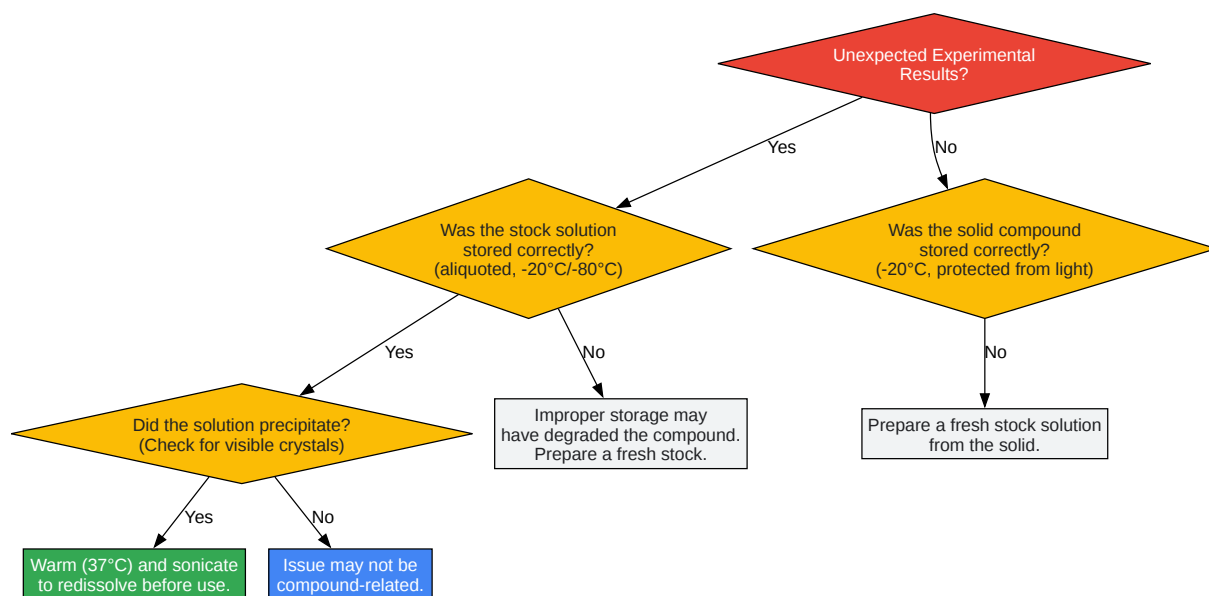 Unexpected Experimental
Results?
Yes
No
Was the stock solution
stored correctly?
(aliquoted, -20°C/-80°C)
Was the solid compound
stored correctly?
(-20°C, protected from light)
Yes
No
No
Did the solution precipitate?
(Check for visible crystals)
Improper storage may
have degraded the compound.
Prepare a fresh stock.
Prepare a fresh stock solution
from the solid.
Yes
No
Warm (37°C) and sonicate
to redissolve before use.
Issue may not be
compound-related.